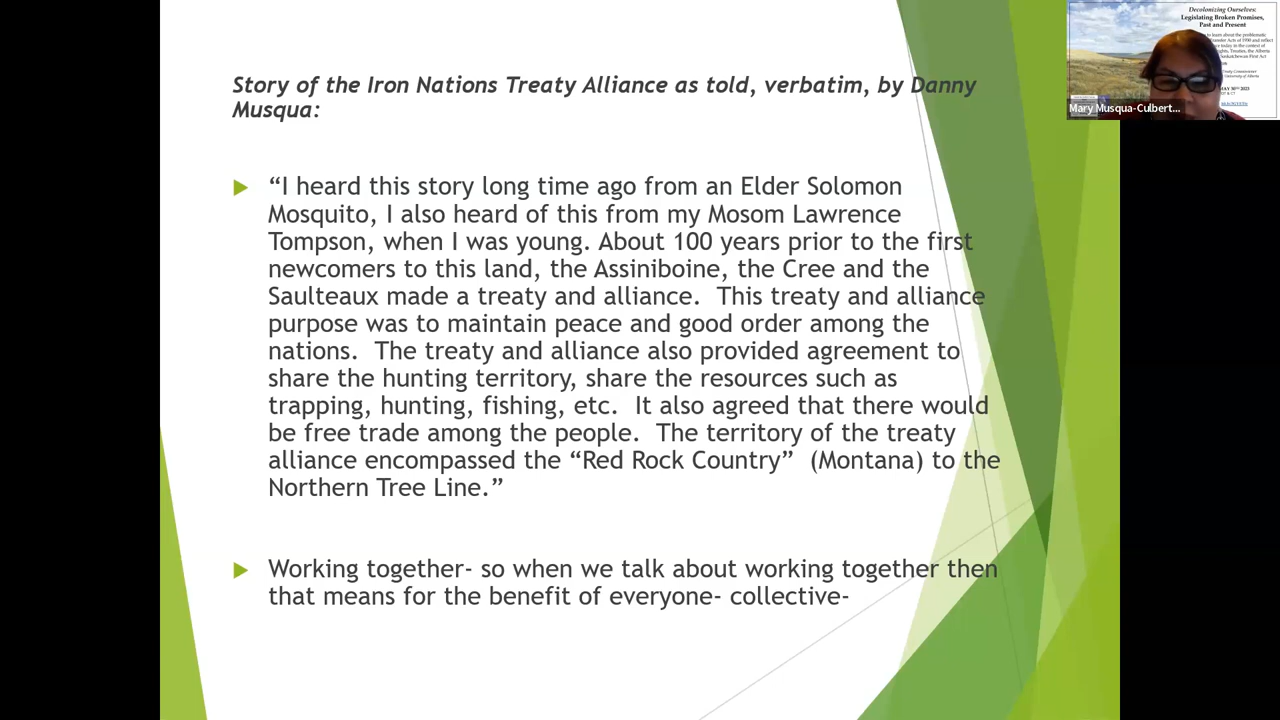 Story of the Iron Nations Treaty Alliance as told, verbatim, by Danny
Musqua:
“I heard this story long time ago from an Elder Solomon
Mosquito, I also heard of this from my Mosom Lawrence
Tompson, when I was young. About 100 years prior to the first
newcomers to this land, the Assiniboine, the Cree and the
Saulteaux made a treaty and alliance.  This treaty and alliance
purpose was to maintain peace and good order among the
nations.  The treaty and alliance also provided agreement to
share the hunting territory, share the resources such as
trapping, hunting, fishing, etc.  It also agreed that there would
be free trade among the people.  The territory of the treaty
alliance encompassed the “Red Rock Country”  (Montana) to the
Northern Tree Line.”
Working together- so when we talk about working together then
that means for the benefit of everyone- collective-
Decolonizing Ourselves:
Legislating Broken Promises,
Past and Present
Mary Musqua-Culbert...